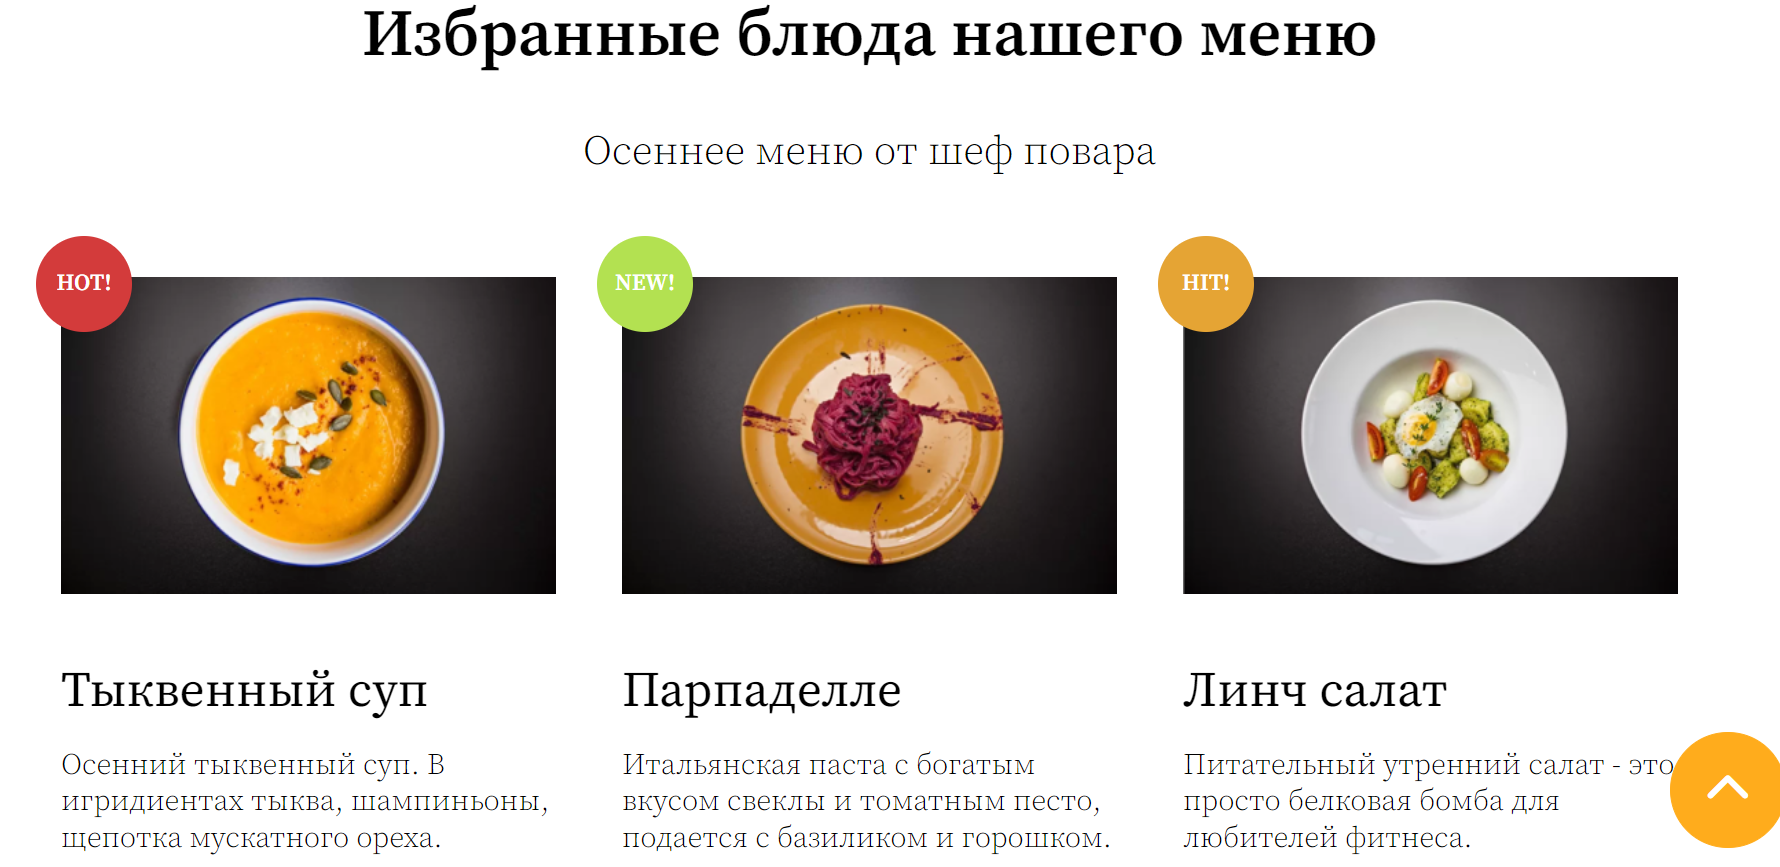 Избранные блюда нашего меню
Осеннее меню от шеф повара
HOT!
NEW!
HIT!
Тыквенный суп
Осенний тыквенный суп. В
игридиентах тыква, шампиньоны,
щепотка мускатного ореха.
Парпаделле
Итальянская паста с богатым
вкусом свеклы и томатным песто,
подается с базиликом и горошком.
Линч салат
Питательный утренний салат - это
просто белковая бомба для
любителей фитнеса.